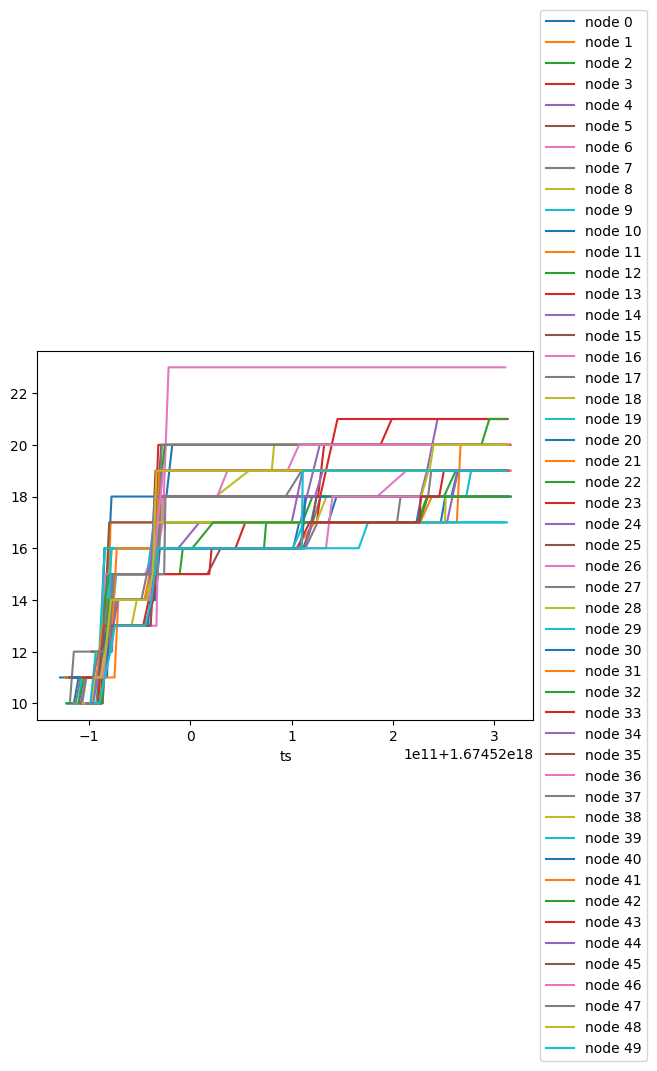 node 0
node 1
node 2
node 3
node 4
node 5
node 6
node 7
node 8
node 9
node 10
node 11
node 12
node 13
node 14
node 15
node 16
node 17
node 18
node 19
node 20
node 21
node 22
node 23
node 24
node 25
node 26
node 27
node 28
node 29
node 30
node 31
node 32
node 33
node 34
node 35
node 36
node 37
node 38
node 39
node 40
node 41
node 42
node 43
node 44
node 45
node 46
node 47
node 48
node 49
22
20
18
16
14
12
10
−1 0 1 2 3
ts
1e11+1.67452e18